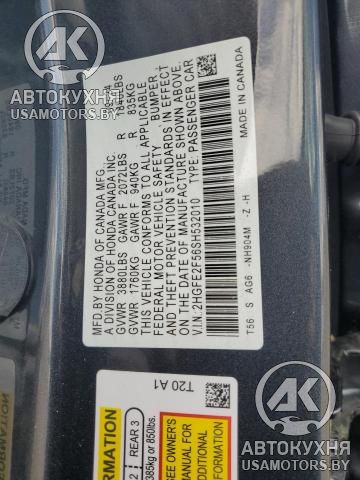 АВТОКУХНЯ
USAMOTORS.BY
MFD.BY HONDA OF CANADA MFG.
A DIVISION OF HONDA CANADA INC.
GVWR 3880LBS GAWR F 2072LBS R
GVWR 1760KG GAWR F 940KG R 835KG
THIS VEHICLE CONFORMS TO ALL APPLICABLE
FEDERAL MOTOR VEHICLE SAFETY, BUMPER,
AND THEFT PREVENTION STANDARDS IN EFFECT
ON THE DATE OF MANUFACTURE SHOWN ABOVE.
V.I.N. 2HGFE2F56SH532010 TYPE: PASSENGER CAR
T56 S AG6 -NH904M -Z -H
MADE IN CANADA
T20 A1
REAR 3
2
385kg or 850lbs.
SEE OWNER'S
MANUAL FOR
ADDITIONAL
АВТОКУХНЯ
USAMOTORS.BY